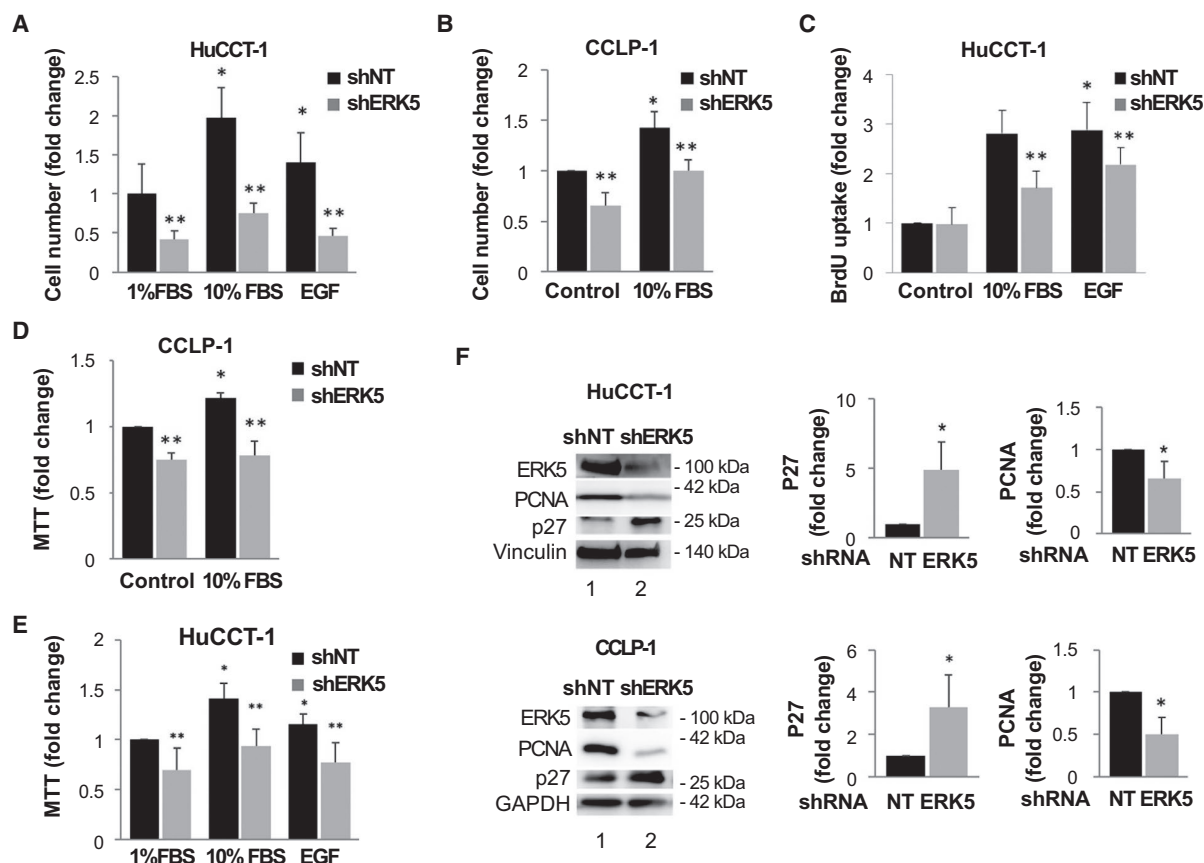 A
HuCCT-1
Cell number (fold change)
2.5
2
1.5
1
0.5
0
*
**
*
**
*
**
shNT
shERK5
1%FBS 10% FBS EGF
B
CCLP-1
Cell number (fold change)
2
1.5
1
0.5
0
**
*
**
shNT
shERK5
Control 10% FBS
C
HuCCT-1
BrdU uptake (fold change)
4
3
2
1
0
**
*
**
shNT
shERK5
Control 10% FBS EGF
D
CCLP-1
MTT (fold change)
1.5
1
0.5
0
**
*
**
shNT
shERK5
Control 10% FBS
E
HuCCT-1
MTT (fold change)
2
1.5
1
0.5
0
**
*
**
*
**
shNT
shERK5
1%FBS 10% FBS EGF
F
HuCCT-1
shNT shERK5
ERK5 - 100 kDa
PCNA - 42 kDa
p27 - 25 kDa
Vinculin - 140 kDa
1 2
P27
(fold change)
10
5
0
*
shRNA NT ERK5
PCNA
(fold change)
1.5
1
0.5
0
*
shRNA NT ERK5
CCLP-1
shNT shERK5
ERK5 - 100 kDa
PCNA - 42 kDa
p27 - 25 kDa
GAPDH - 42 kDa
1 2
P27
(fold change)
6
4
2
0
*
shRNA NT ERK5
PCNA
(fold change)
1.5
1
0.5
0
*
shRNA NT ERK5